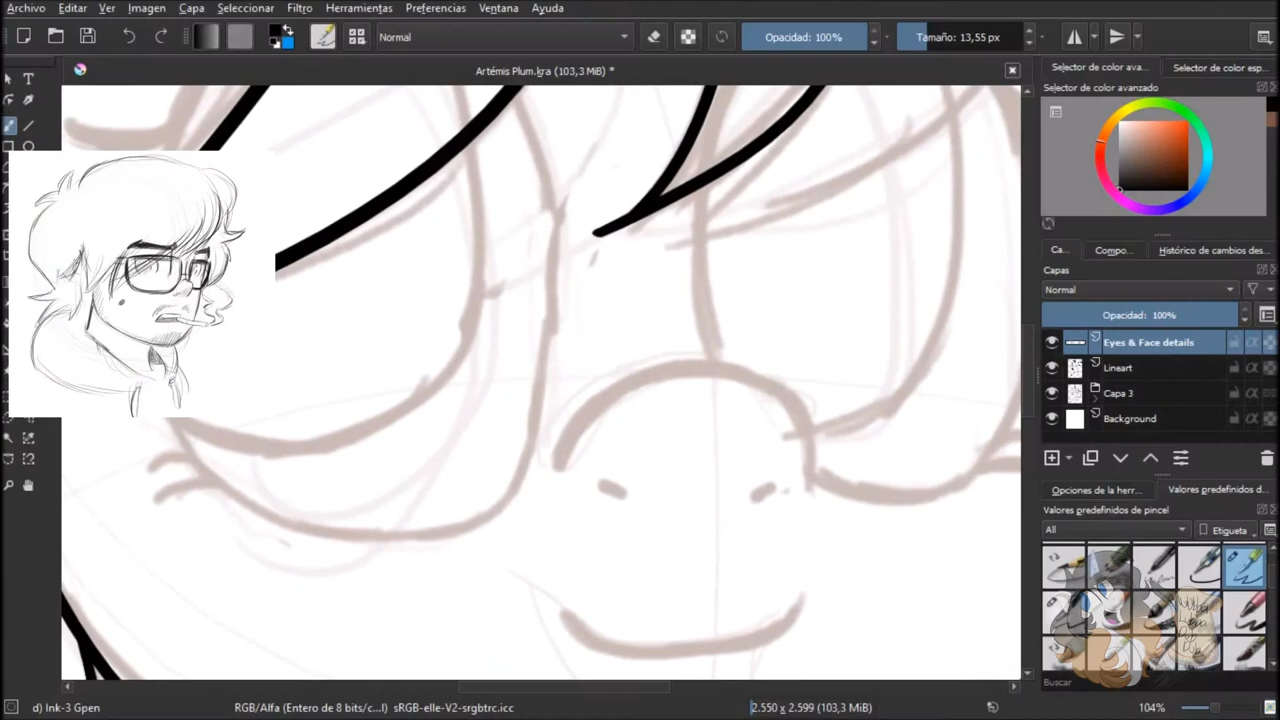 Archivo Editar Ver Imagen Capa Seleccionar Filtro Herramientas Preferencias Ventana Ayuda
Normal Opacidad: 100% Tamaño: 13,55 px
Artémis Plum.kra (103,3 MiB) *
Selector de color ava... Selector de color esp...
Selector de color avanzado
Ca... Compo... Histórico de cambios des...
Capas
Normal
Opacidad: 100%
Eyes & Face details
Lineart
Capa 3
Background
Opciones de la herr... Valores predefinidos d...
Valores predefinidos de pincel
All Etiqueta
Buscar
d) Ink-3 Gpen RGB/Alfa (Entero de 8 bits/c...l) sRGB-elle-V2-srgbtrc.icc 2.550 x 2.599 (103,3 MiB) 104%